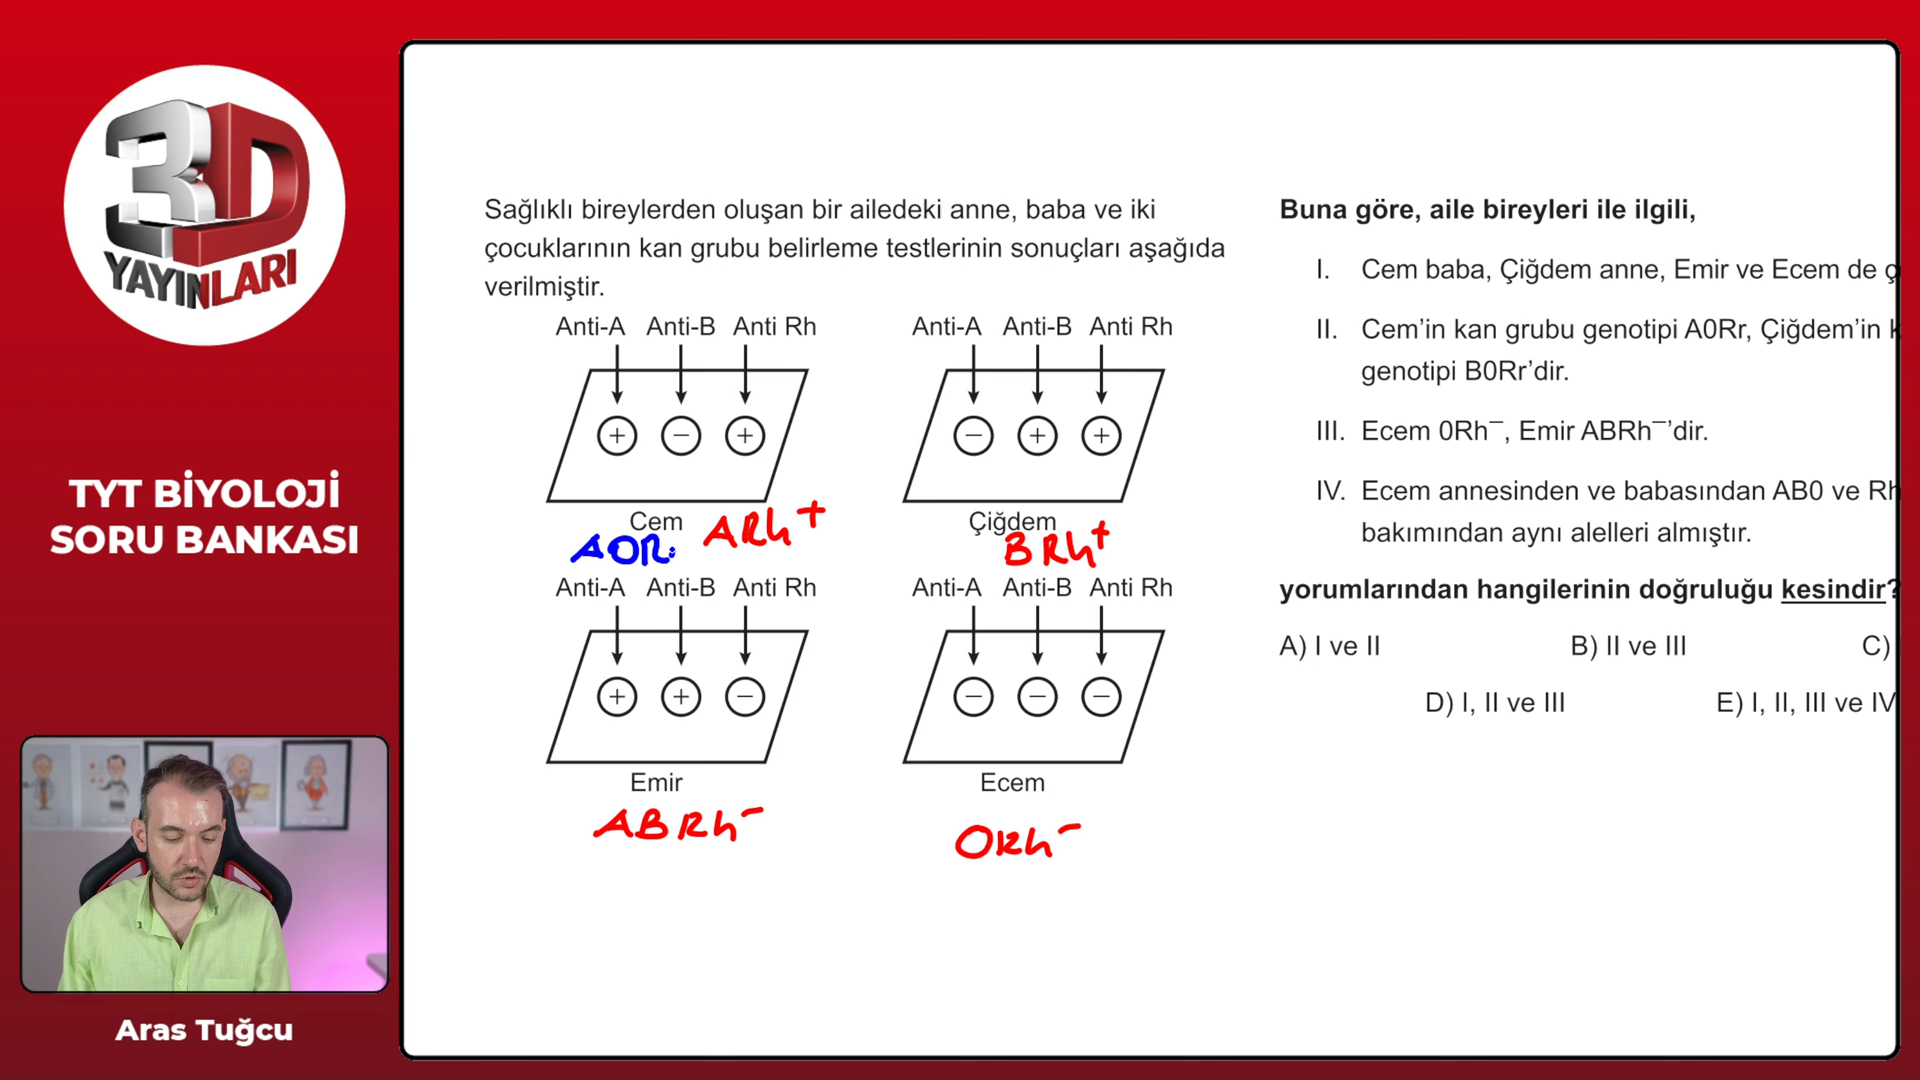 3D
YAYINLARI
TYT BİYOLOJİ
SORU BANKASI
Aras Tuğcu
Sağlıklı bireylerden oluşan bir ailedeki anne, baba ve iki
çocuklarının kan grubu belirleme testlerinin sonuçları aşağıda
verilmiştir.
Anti-A Anti-B Anti Rh
+ − +
Cem
ARh+
AOR
Anti-A Anti-B Anti Rh
− + +
Çiğdem
BRh+
Anti-A Anti-B Anti Rh
+ + −
Emir
ABRh−
Anti-A Anti-B Anti Rh
− − −
Ecem
ORh−
Buna göre, aile bireyleri ile ilgili,
I. Cem baba, Çiğdem anne, Emir ve Ecem de
II. Cem’in kan grubu genotipi A0Rr, Çiğdem’in
genotipi B0Rr’dir.
III. Ecem 0Rh−, Emir ABRh−’dir.
IV. Ecem annesinden ve babasından AB0 ve Rh
bakımından aynı alelleri almıştır.
yorumlarından hangilerinin doğruluğu kesindir?
A) I ve II B) II ve III C)
D) I, II ve III E) I, II, III ve IV